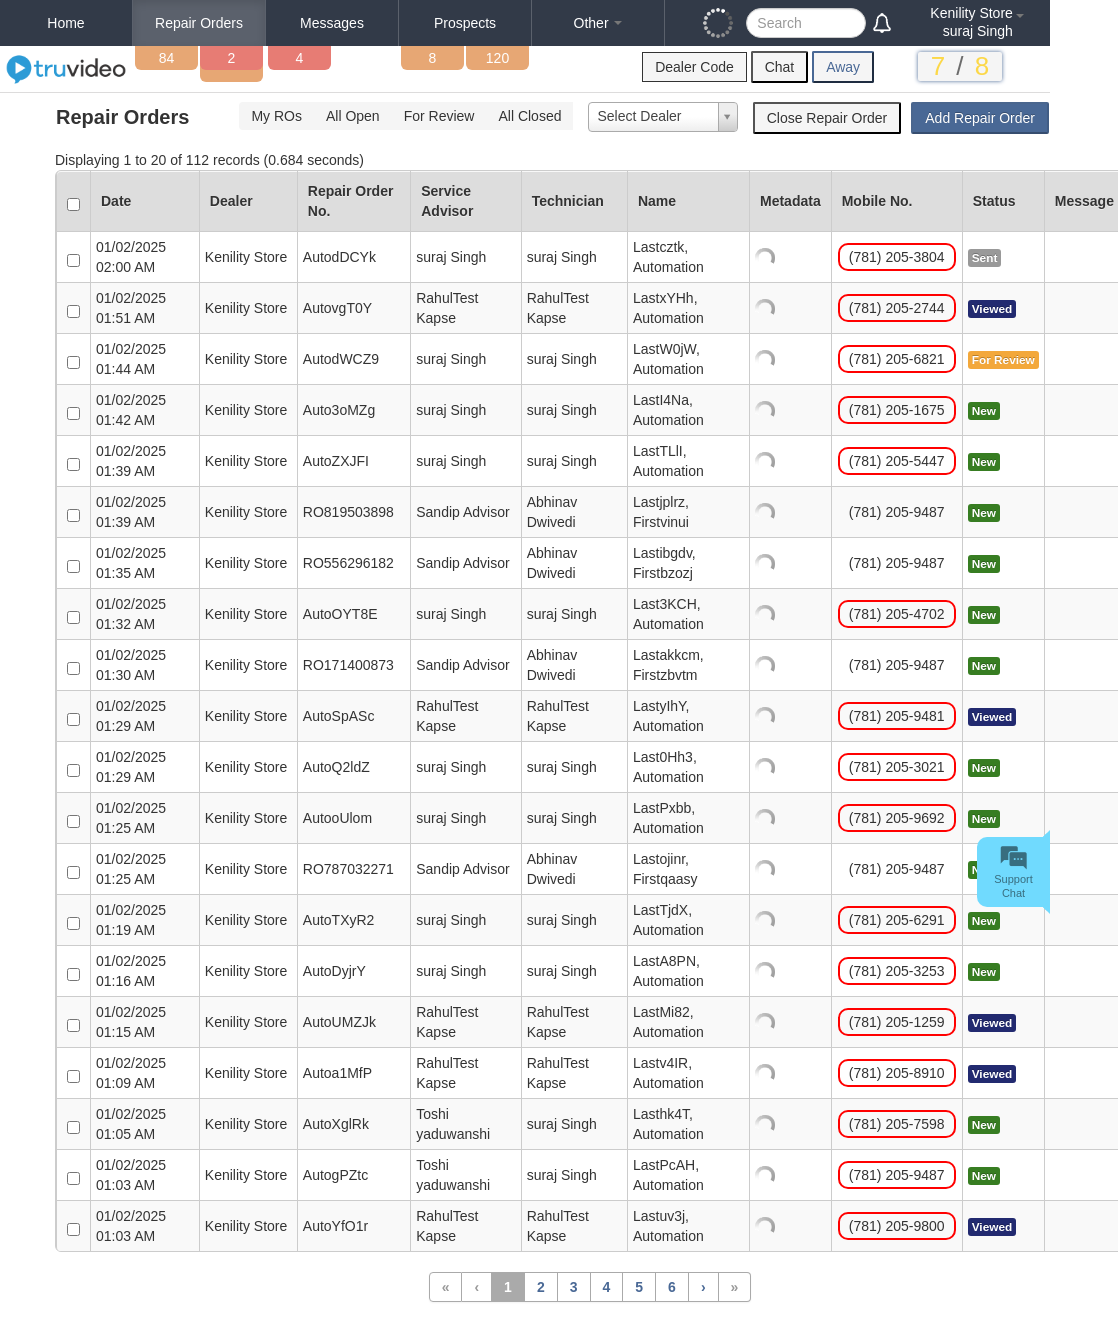 Home Repair Orders Messages Prospects Other Search Kenility Store
suraj Singh
truvideo 84 2 4 8 120 Dealer Code Chat Away 7 / 8
Repair Orders My ROs All Open For Review All Closed Select Dealer Close Repair Order Add Repair Order
Displaying 1 to 20 of 112 records (0.684 seconds)
Date Dealer Repair Order No. Service Advisor Technician Name Metadata Mobile No. Status Message
01/02/2025 02:00 AM Kenility Store AutodDCYk suraj Singh suraj Singh Lastcztk, Automation (781) 205-3804 Sent
01/02/2025 01:51 AM Kenility Store AutovgT0Y RahulTest Kapse RahulTest Kapse LastxYHh, Automation (781) 205-2744 Viewed
01/02/2025 01:44 AM Kenility Store AutodWCZ9 suraj Singh suraj Singh LastW0jW, Automation (781) 205-6821 For Review
01/02/2025 01:42 AM Kenility Store Auto3oMZg suraj Singh suraj Singh LastI4Na, Automation (781) 205-1675 New
01/02/2025 01:39 AM Kenility Store AutoZXJFI suraj Singh suraj Singh LastTLlI, Automation (781) 205-5447 New
01/02/2025 01:39 AM Kenility Store RO819503898 Sandip Advisor Abhinav Dwivedi Lastjplrz, Firstvinui (781) 205-9487 New
01/02/2025 01:35 AM Kenility Store RO556296182 Sandip Advisor Abhinav Dwivedi Lastibgdv, Firstbzozj (781) 205-9487 New
01/02/2025 01:32 AM Kenility Store AutoOYT8E suraj Singh suraj Singh Last3KCH, Automation (781) 205-4702 New
01/02/2025 01:30 AM Kenility Store RO171400873 Sandip Advisor Abhinav Dwivedi Lastakkcm, Firstzbvtm (781) 205-9487 New
01/02/2025 01:29 AM Kenility Store AutoSpASc RahulTest Kapse RahulTest Kapse LastyIhY, Automation (781) 205-9481 Viewed
01/02/2025 01:29 AM Kenility Store AutoQ2ldZ suraj Singh suraj Singh Last0Hh3, Automation (781) 205-3021 New
01/02/2025 01:25 AM Kenility Store AutooUlom suraj Singh suraj Singh LastPxbb, Automation (781) 205-9692 New
01/02/2025 01:25 AM Kenility Store RO787032271 Sandip Advisor Abhinav Dwivedi Lastojinr, Firstqaasy (781) 205-9487
Support
Chat
01/02/2025 01:19 AM Kenility Store AutoTXyR2 suraj Singh suraj Singh LastTjdX, Automation (781) 205-6291 New
01/02/2025 01:16 AM Kenility Store AutoDyjrY suraj Singh suraj Singh LastA8PN, Automation (781) 205-3253 New
01/02/2025 01:15 AM Kenility Store AutoUMZJk RahulTest Kapse RahulTest Kapse LastMi82, Automation (781) 205-1259 Viewed
01/02/2025 01:09 AM Kenility Store Autoa1MfP RahulTest Kapse RahulTest Kapse Lastv4IR, Automation (781) 205-8910 Viewed
01/02/2025 01:05 AM Kenility Store AutoXglRk Toshi yaduwanshi suraj Singh Lasthk4T, Automation (781) 205-7598 New
01/02/2025 01:03 AM Kenility Store AutogPZtc Toshi yaduwanshi suraj Singh LastPcAH, Automation (781) 205-9487 New
01/02/2025 01:03 AM Kenility Store AutoYfO1r RahulTest Kapse RahulTest Kapse Lastuv3j, Automation (781) 205-9800 Viewed
« ‹ 1 2 3 4 5 6 › »